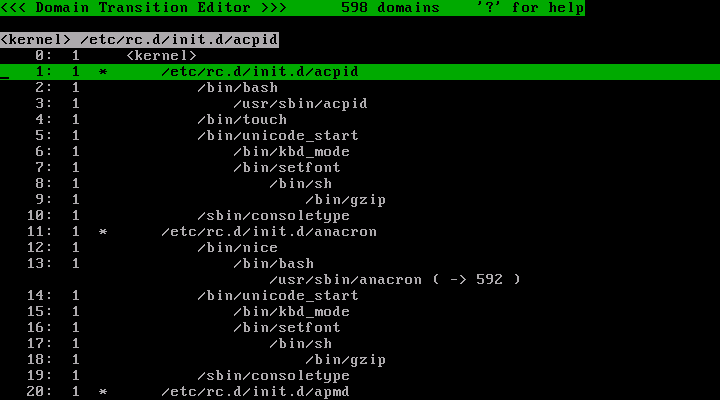 <<< Domain Transition Editor >>>      598 domains    '?' for help
<kernel> /etc/rc.d/init.d/acpid
0:  1     <kernel>
1:  1  *      /etc/rc.d/init.d/acpid
2:  1             /bin/bash
3:  1                 /usr/sbin/acpid
4:  1             /bin/touch
5:  1             /bin/unicode_start
6:  1                 /bin/kbd_mode
7:  1                 /bin/setfont
8:  1                     /bin/sh
9:  1                         /bin/gzip
10:  1             /sbin/consoletype
11:  1  *      /etc/rc.d/init.d/anacron
12:  1             /bin/nice
13:  1                 /bin/bash
/usr/sbin/anacron ( -> 592 )
14:  1             /bin/unicode_start
15:  1                 /bin/kbd_mode
16:  1                 /bin/setfont
17:  1                     /bin/sh
18:  1                         /bin/gzip
19:  1             /sbin/consoletype
20:  1  *      /etc/rc.d/init.d/apmd